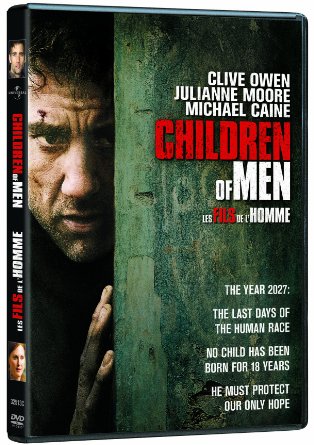 CLIVE OWEN
JULIANNE MOORE
MICHAEL CAINE
CHILDREN
OF MEN
LES FILS DE L'HOMME
THE YEAR 2027:
THE LAST DAYS OF
THE HUMAN RACE
NO CHILD HAS BEEN
BORN FOR 18 YEARS
HE MUST PROTECT
OUR ONLY HOPE
UNIVERSAL
CHILDREN
OF MEN
LES FILS DE L'HOMME
DVD